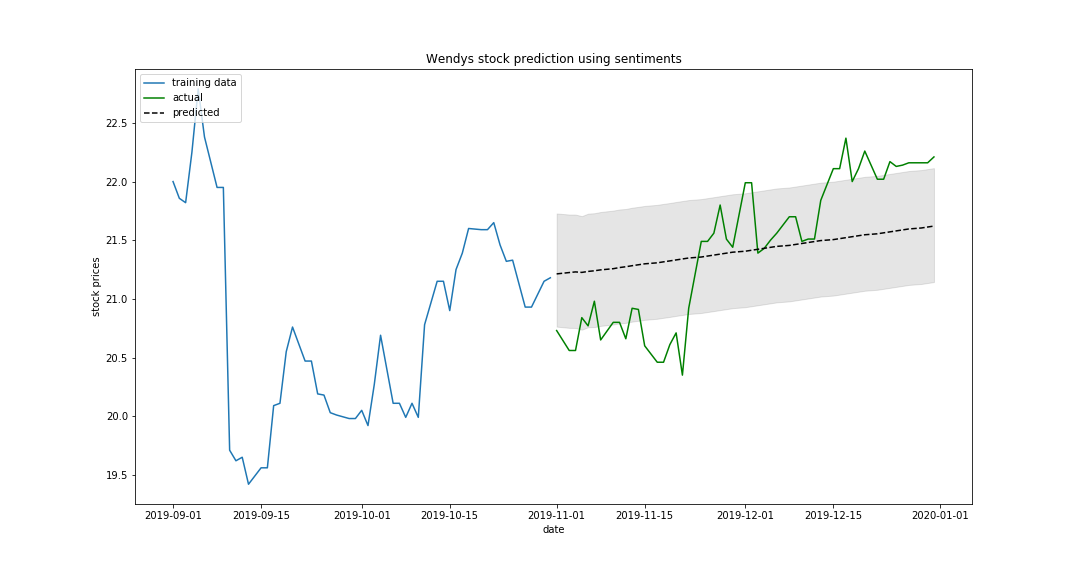 Wendys stock prediction using sentiments
training data
actual
predicted
22.5
22.0
21.5
21.0
20.5
20.0
19.5
stock prices
2019-09-01 2019-09-15 2019-10-01 2019-10-15 2019-11-01 2019-11-15 2019-12-01 2019-12-15 2020-01-01
date